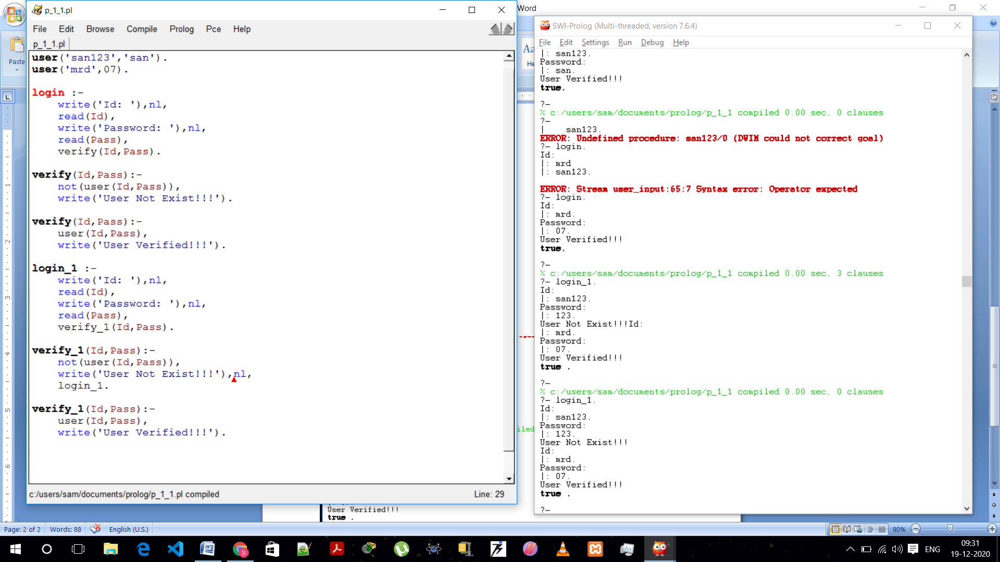 p_1_1.pl
File Edit Browse Compile Prolog Pce Help
p_1_1.pl
user('san123','san').
user('mrd',07).
login :-
write('Id: '),nl,
read(Id),
write('Password: '),nl,
read(Pass),
verify(Id,Pass).
verify(Id,Pass):-
not(user(Id,Pass)),
write('User Not Exist!!!').
verify(Id,Pass):-
user(Id,Pass),
write('User Verified!!!').
login_1 :-
write('Id: '),nl,
read(Id),
write('Password: '),nl,
read(Pass),
verify_1(Id,Pass).
verify_1(Id,Pass):-
not(user(Id,Pass)),
write('User Not Exist!!!'),nl,
login_1.
verify_1(Id,Pass):-
user(Id,Pass),
write('User Verified!!!').
c:/users/sam/documents/prolog/p_1_1.pl compiled
Line: 29
Word
Paste
SWI-Prolog (Multi-threaded, version 7.6.4)
File Edit Settings Run Debug Help
|: san123.
Password:
|: san.
User Verified!!!
true.
?-
% c:/users/sam/documents/prolog/p_1_1 compiled 0.00 sec, 0 clauses
?-
|    san123.
ERROR: Undefined procedure: san123/0 (DWIM could not correct goal)
?- login.
Id:
|: mrd
|: san123.
ERROR: Stream user_input:65:7 Syntax error: Operator expected
?- login.
Id:
|: mrd.
Password:
|: 07.
User Verified!!!
true.
?-
% c:/users/sam/documents/prolog/p_1_1 compiled 0.00 sec, 3 clauses
?- login_1.
Id:
|: san123.
Password:
|: 123.
User Not Exist!!!Id:
|: mrd.
Password:
|: 07.
User Verified!!!
true .
?-
% c:/users/sam/documents/prolog/p_1_1 compiled 0.00 sec, 0 clauses
?- login_1.
Id:
|: san123.
Password:
|: 123.
User Not Exist!!!
Id:
|: mrd.
Password:
|: 07.
User Verified!!!
true .
?-
User Verified!!!
true .
Page: 2 of 2 Words: 88 English (U.S.) 90%
ENG
09:31
19-12-2020